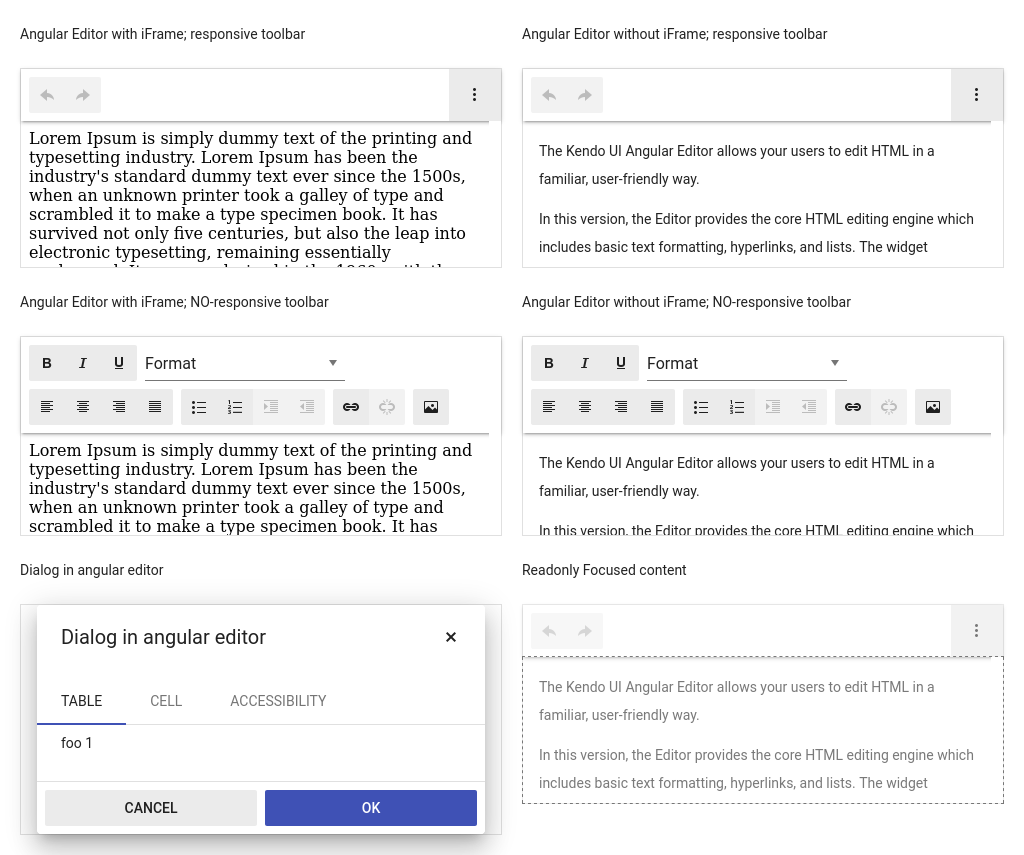 Angular Editor with iFrame; responsive toolbar
Lorem Ipsum is simply dummy text of the printing and
typesetting industry. Lorem Ipsum has been the
industry's standard dummy text ever since the 1500s,
when an unknown printer took a galley of type and
scrambled it to make a type specimen book. It has
survived not only five centuries, but also the leap into
electronic typesetting, remaining essentially
Angular Editor without iFrame; responsive toolbar
The Kendo UI Angular Editor allows your users to edit HTML in a
familiar, user-friendly way.
In this version, the Editor provides the core HTML editing engine which
includes basic text formatting, hyperlinks, and lists. The widget
Angular Editor with iFrame; NO-responsive toolbar
B I U Format
Lorem Ipsum is simply dummy text of the printing and
typesetting industry. Lorem Ipsum has been the
industry's standard dummy text ever since the 1500s,
when an unknown printer took a galley of type and
scrambled it to make a type specimen book. It has
Angular Editor without iFrame; NO-responsive toolbar
B I U Format
The Kendo UI Angular Editor allows your users to edit HTML in a
familiar, user-friendly way.
In this version, the Editor provides the core HTML editing engine which
Dialog in angular editor
Dialog in angular editor
TABLE CELL ACCESSIBILITY
foo 1
CANCEL OK
Readonly Focused content
The Kendo UI Angular Editor allows your users to edit HTML in a
familiar, user-friendly way.
In this version, the Editor provides the core HTML editing engine which
includes basic text formatting, hyperlinks, and lists. The widget